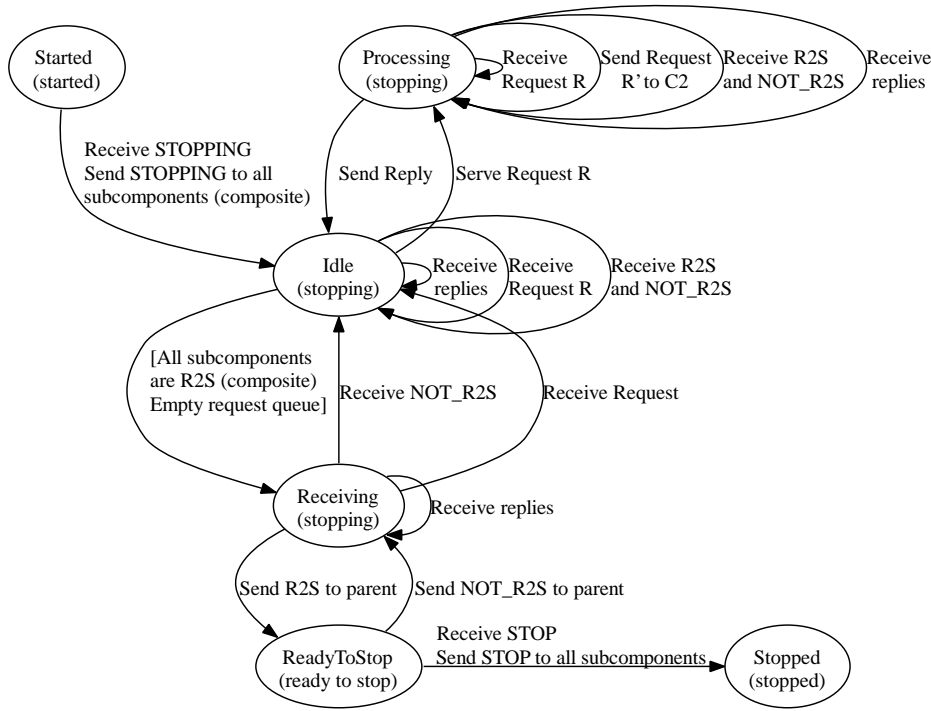 Started
(started)
Processing
(stopping)
Receive
Request R
Send Request
R' to C2
Receive R2S
and NOT_R2S
Receive
replies
Receive STOPPING
Send STOPPING to all
subcomponents (composite)
Send Reply
Serve Request R
Idle
(stopping)
Receive
replies
Receive
Request R
Receive R2S
and NOT_R2S
[All subcomponents
are R2S (composite)
Empty request queue]
Receive NOT_R2S
Receive Request
Receiving
(stopping)
Receive replies
Send R2S to parent
Send NOT_R2S to parent
ReadyToStop
(ready to stop)
Receive STOP
Send STOP to all subcomponents
Stopped
(stopped)